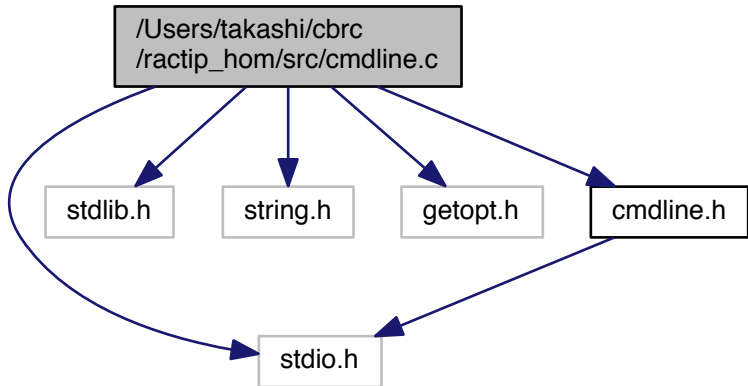 /Users/takashi/cbrc
/ractip_hom/src/cmdline.c
stdlib.h
string.h
getopt.h
cmdline.h
stdio.h